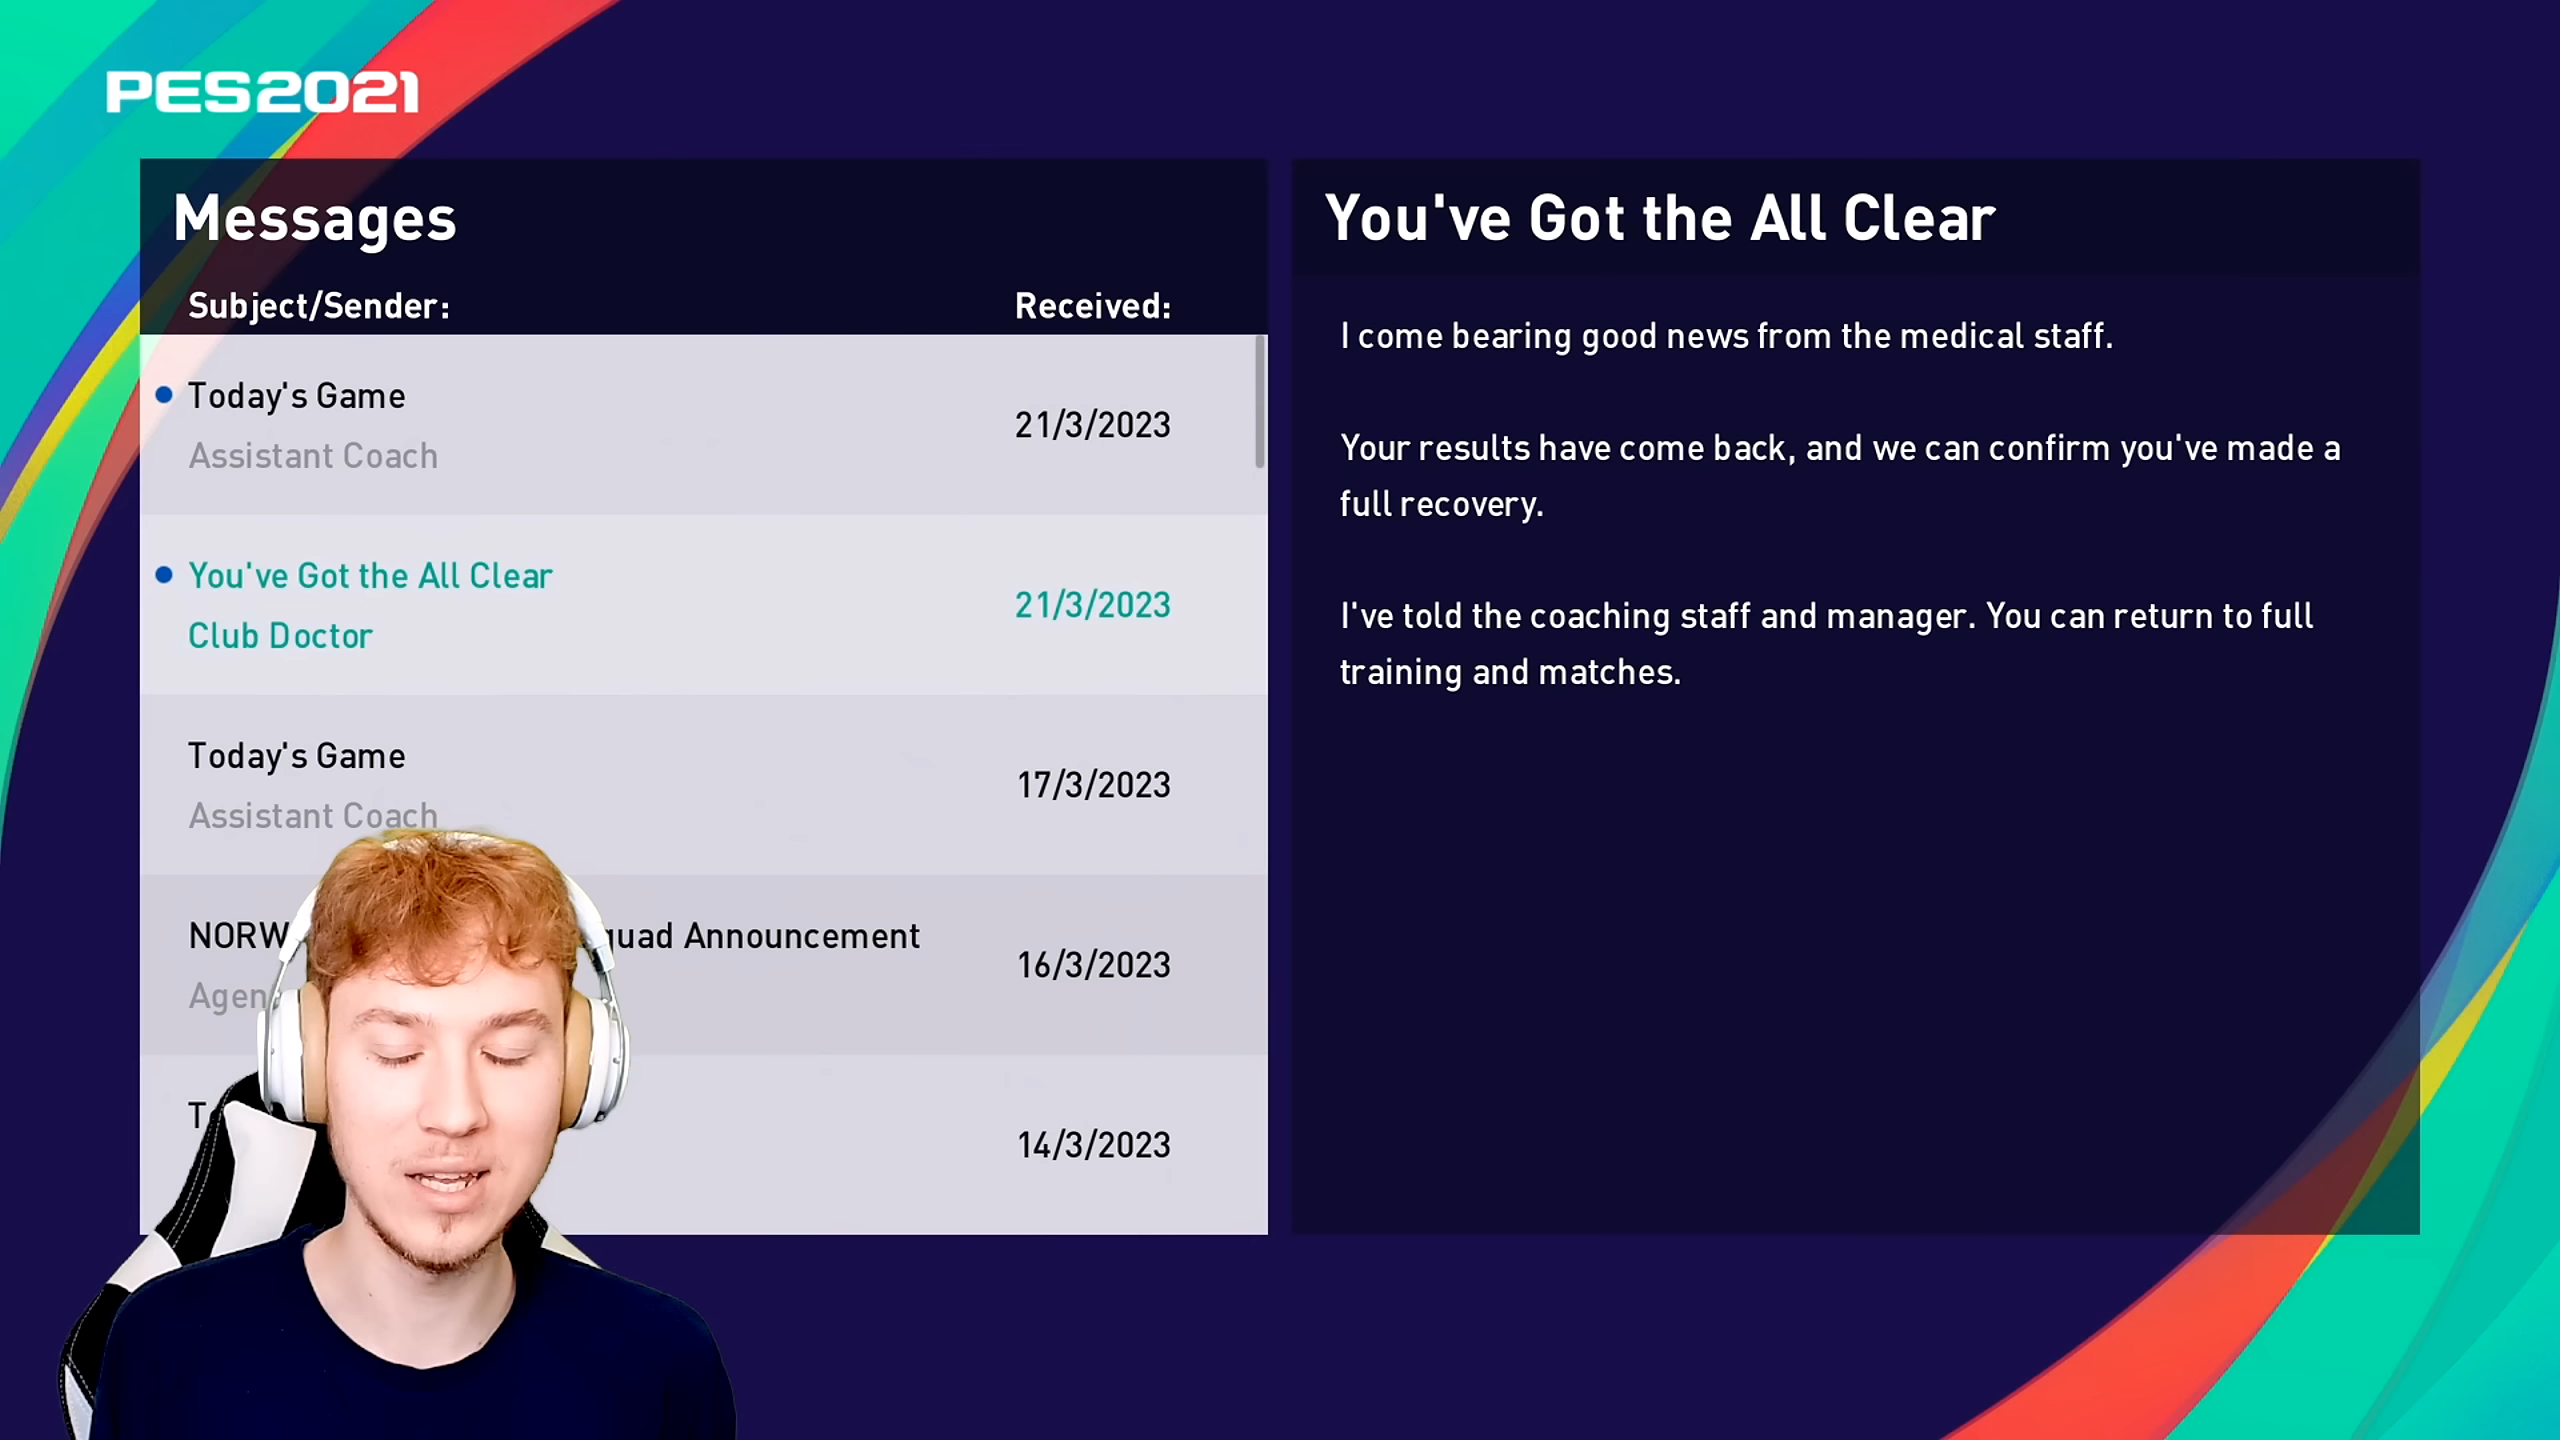 PES2021
Messages
Subject/Sender:
Received:
Today's Game
Assistant Coach
21/3/2023
You've Got the All Clear
Club Doctor
21/3/2023
Today's Game
Assistant Coach
17/3/2023
Announcement
16/3/2023
14/3/2023
You've Got the All Clear
I come bearing good news from the medical staff.
Your results have come back, and we can confirm you've made a
full recovery.
I've told the coaching staff and manager. You can return to full
training and matches.